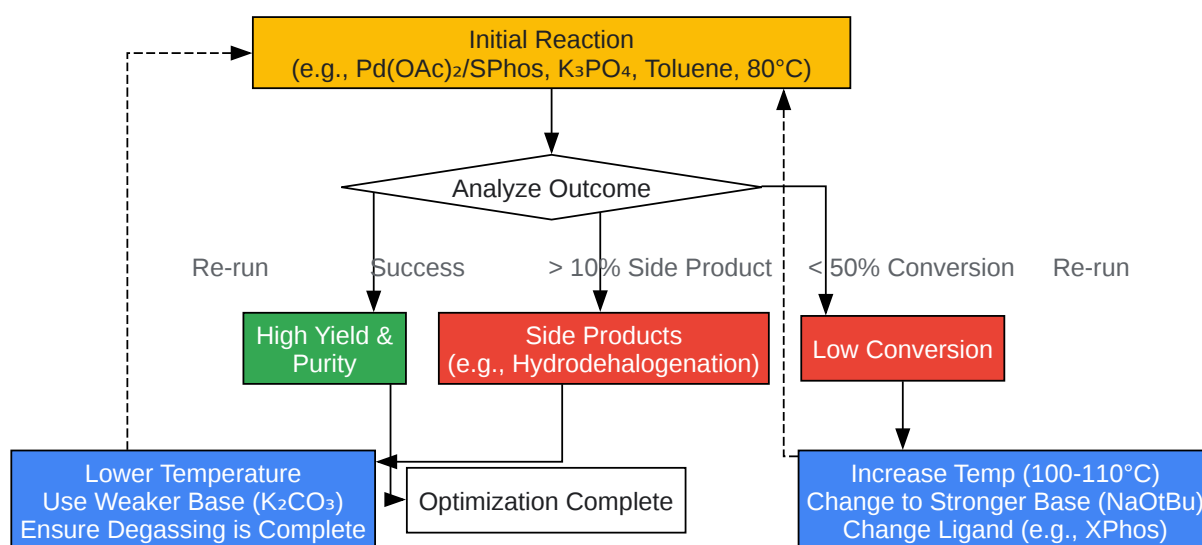 Initial Reaction
(e.g., Pd(OAc)₂/SPhos, K₃PO₄, Toluene, 80°C)
Analyze Outcome
Re-run
Success
> 10% Side Product
< 50% Conversion
Re-run
High Yield &
Purity
Side Products
(e.g., Hydrodehalogenation)
Low Conversion
Lower Temperature
Use Weaker Base (K₂CO₃)
Ensure Degassing is Complete
Optimization Complete
Increase Temp (100-110°C)
Change to Stronger Base (NaOtBu)
Change Ligand (e.g., XPhos)